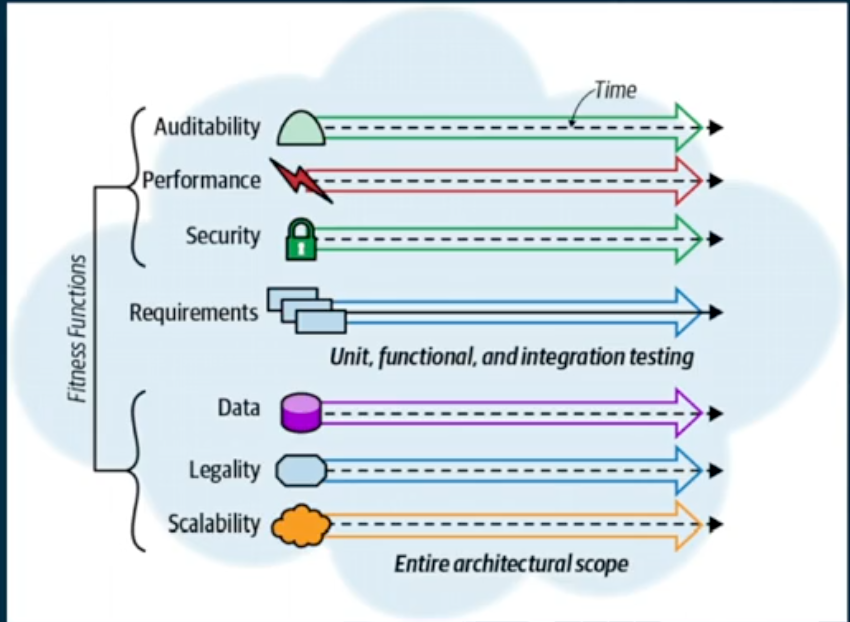 Time
Auditability
Performance
Security
Requirements
Unit, functional, and integration testing
Fitness Functions
Data
Legality
Scalability
Entire architectural scope